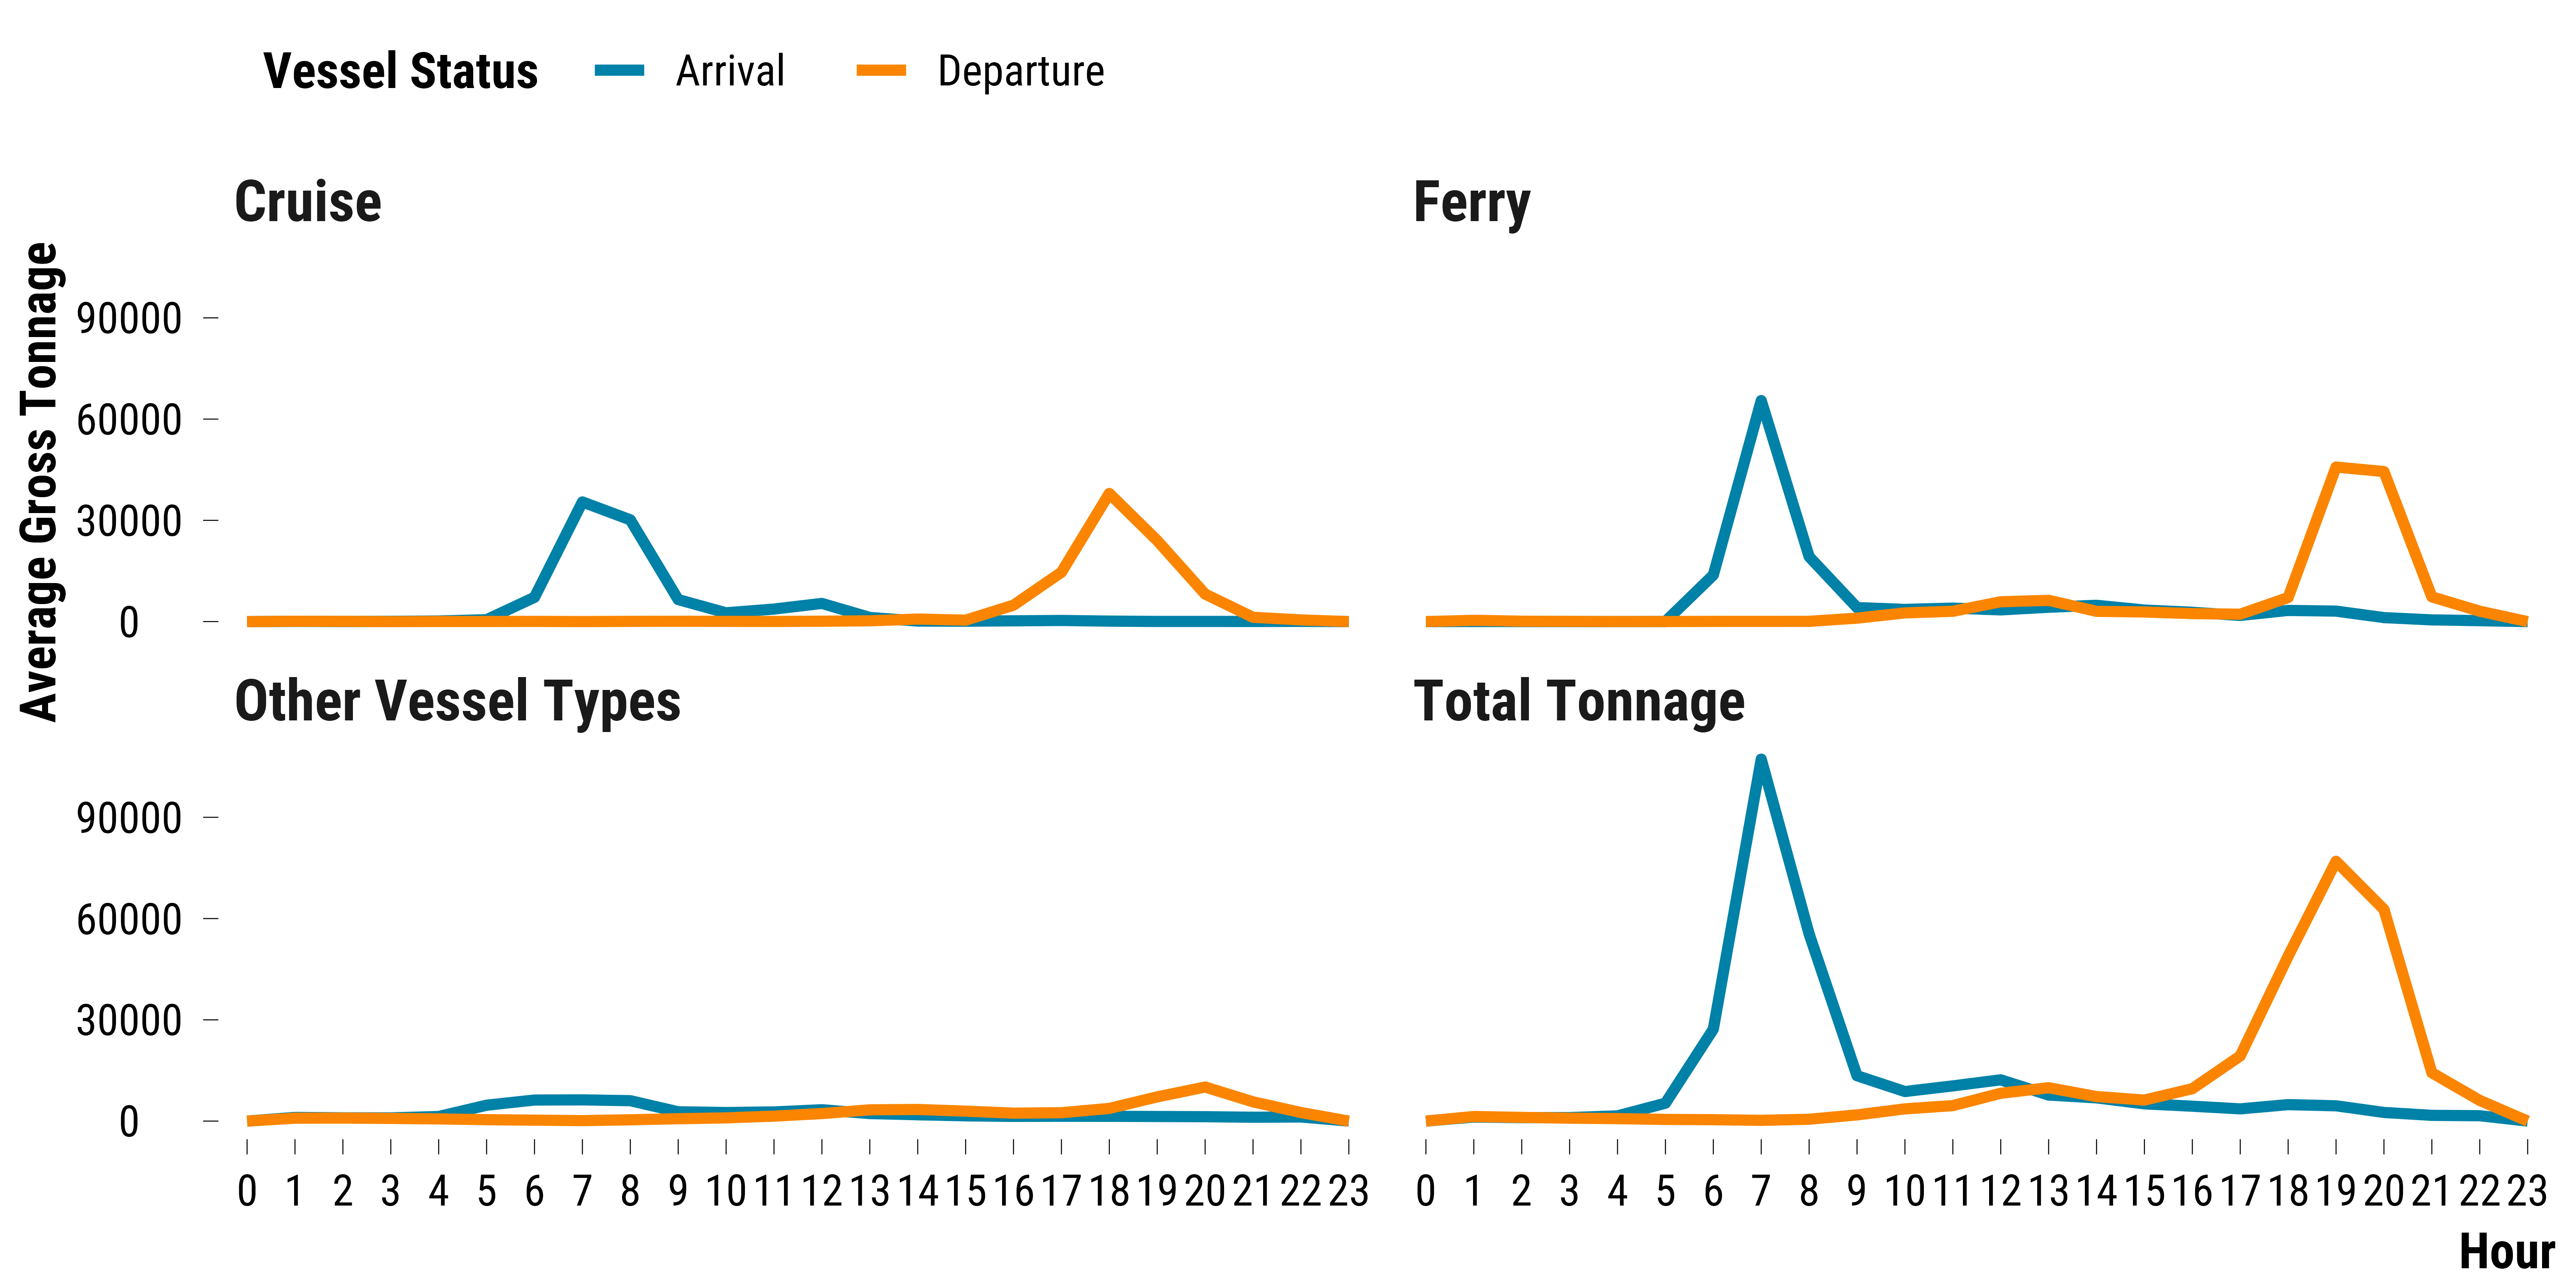 Vessel Status Arrival Departure
Cruise
Ferry
Average Gross Tonnage
90000
60000
30000
0
Other Vessel Types
Total Tonnage
90000
60000
30000
0
0 1 2 3 4 5 6 7 8 9 10 11 12 13 14 15 16 17 18 19 20 21 22 23
0 1 2 3 4 5 6 7 8 9 10 11 12 13 14 15 16 17 18 19 20 21 22 23
Hour